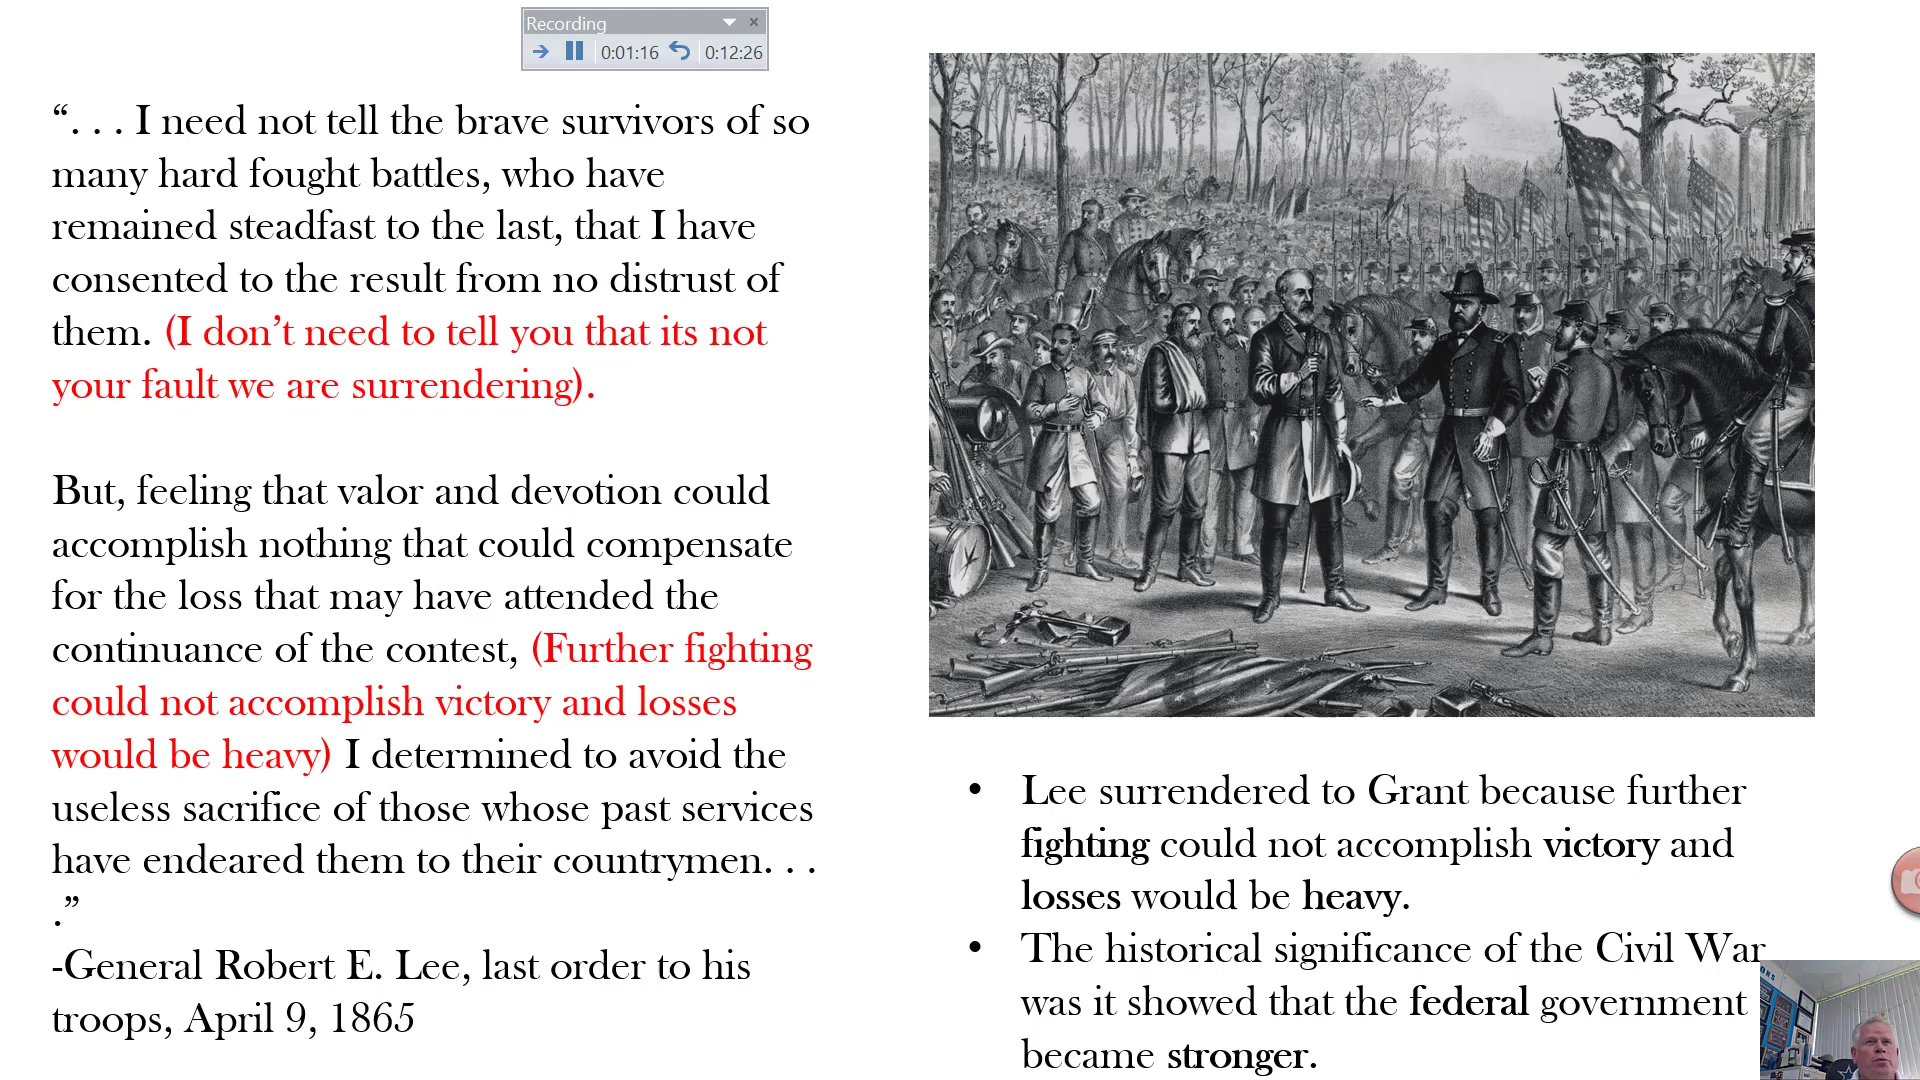 Recording
0:01:16 0:12:26
“. . . I need not tell the brave survivors of so
many hard fought battles, who have
remained steadfast to the last, that I have
consented to the result from no distrust of
them. (I don’t need to tell you that its not
your fault we are surrendering).
But, feeling that valor and devotion could
accomplish nothing that could compensate
for the loss that may have attended the
continuance of the contest, (Further fighting
could not accomplish victory and losses
would be heavy) I determined to avoid the
useless sacrifice of those whose past services
have endeared them to their countrymen. . .
.”
-General Robert E. Lee, last order to his
troops, April 9, 1865
• Lee surrendered to Grant because further
fighting could not accomplish victory and
losses would be heavy.
• The historical significance of the Civil War
was it showed that the federal government
became stronger.